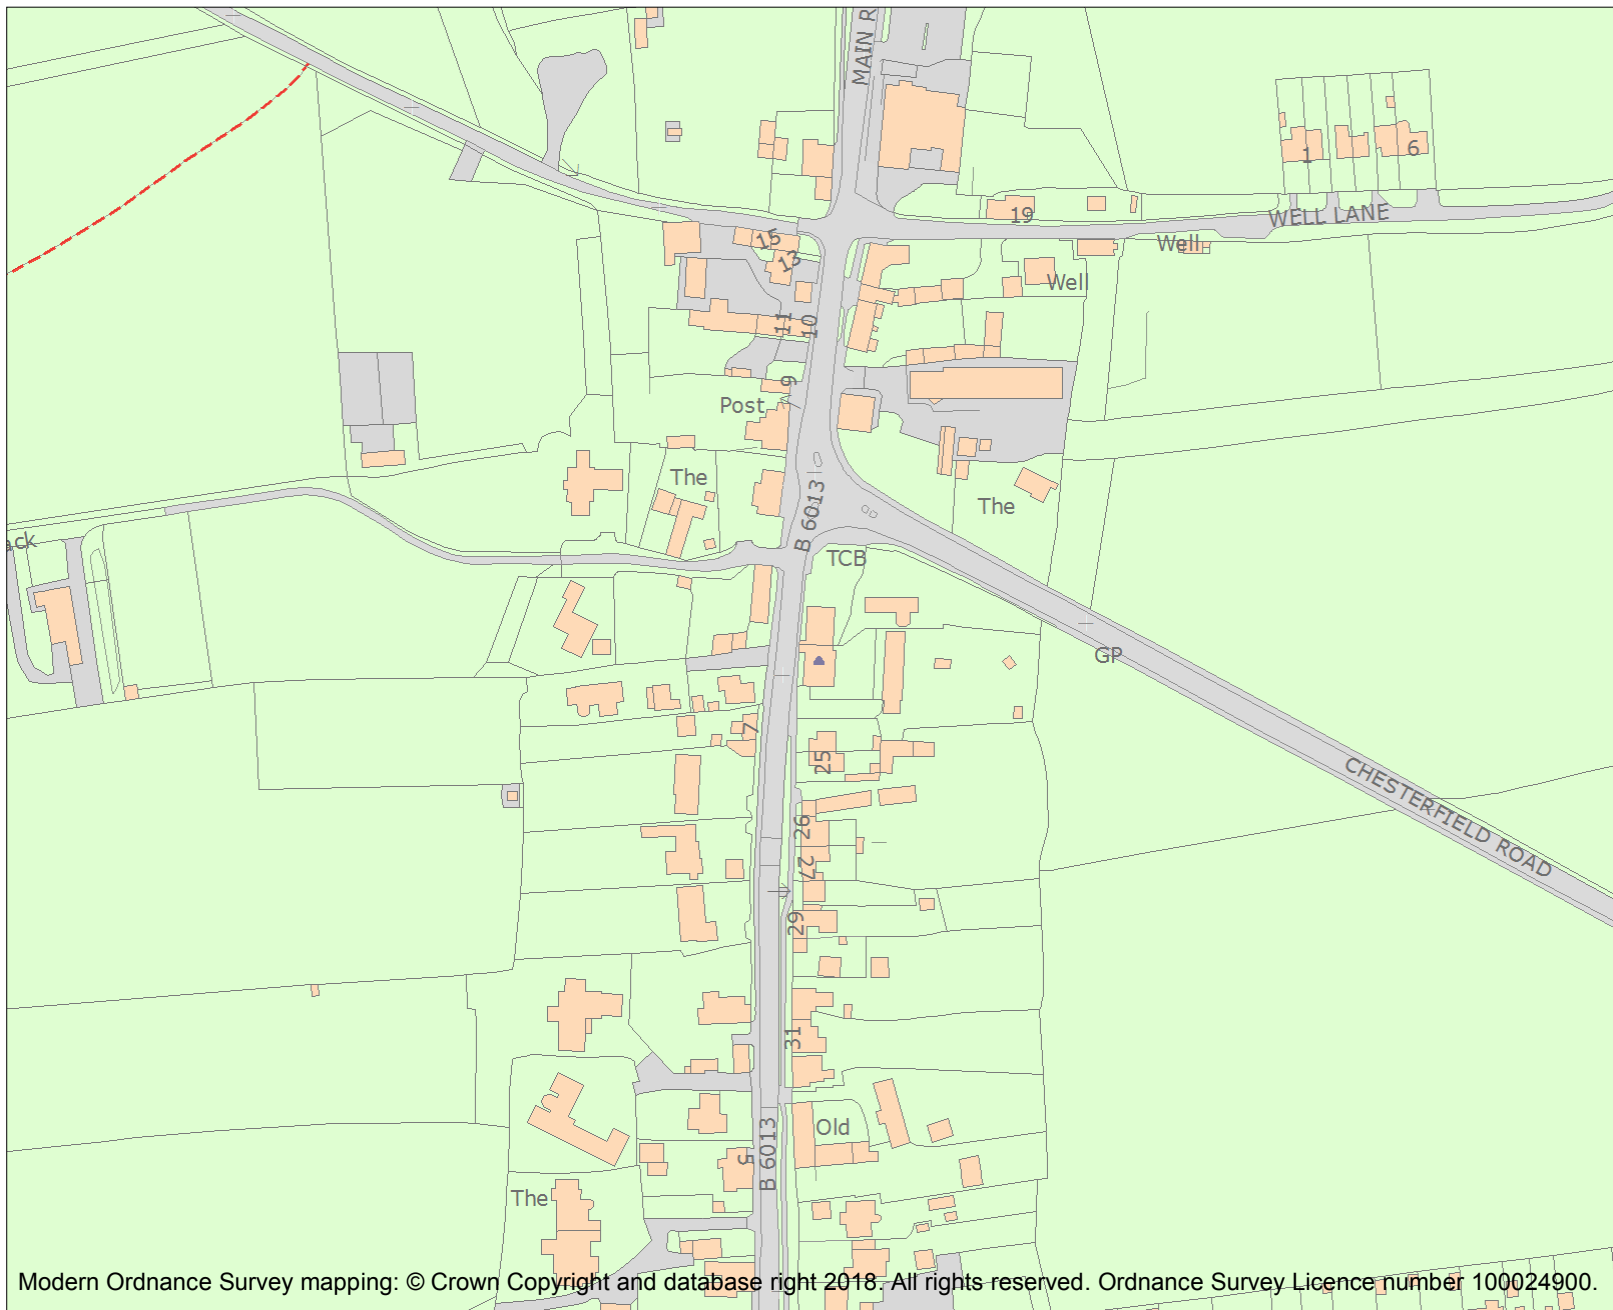 MAIN R
1
6
19
WELL LANE
15
Well
13
Well
11
10
9
Post
The
The
B 6013
ack
TCB
GP
7
25
CHESTERFIELD ROAD
26
27
29
31
Old
B 6013
5
The
Modern Ordnance Survey mapping: © Crown Copyright and database right 2018. All rights reserved. Ordnance Survey Licence number 100024900.